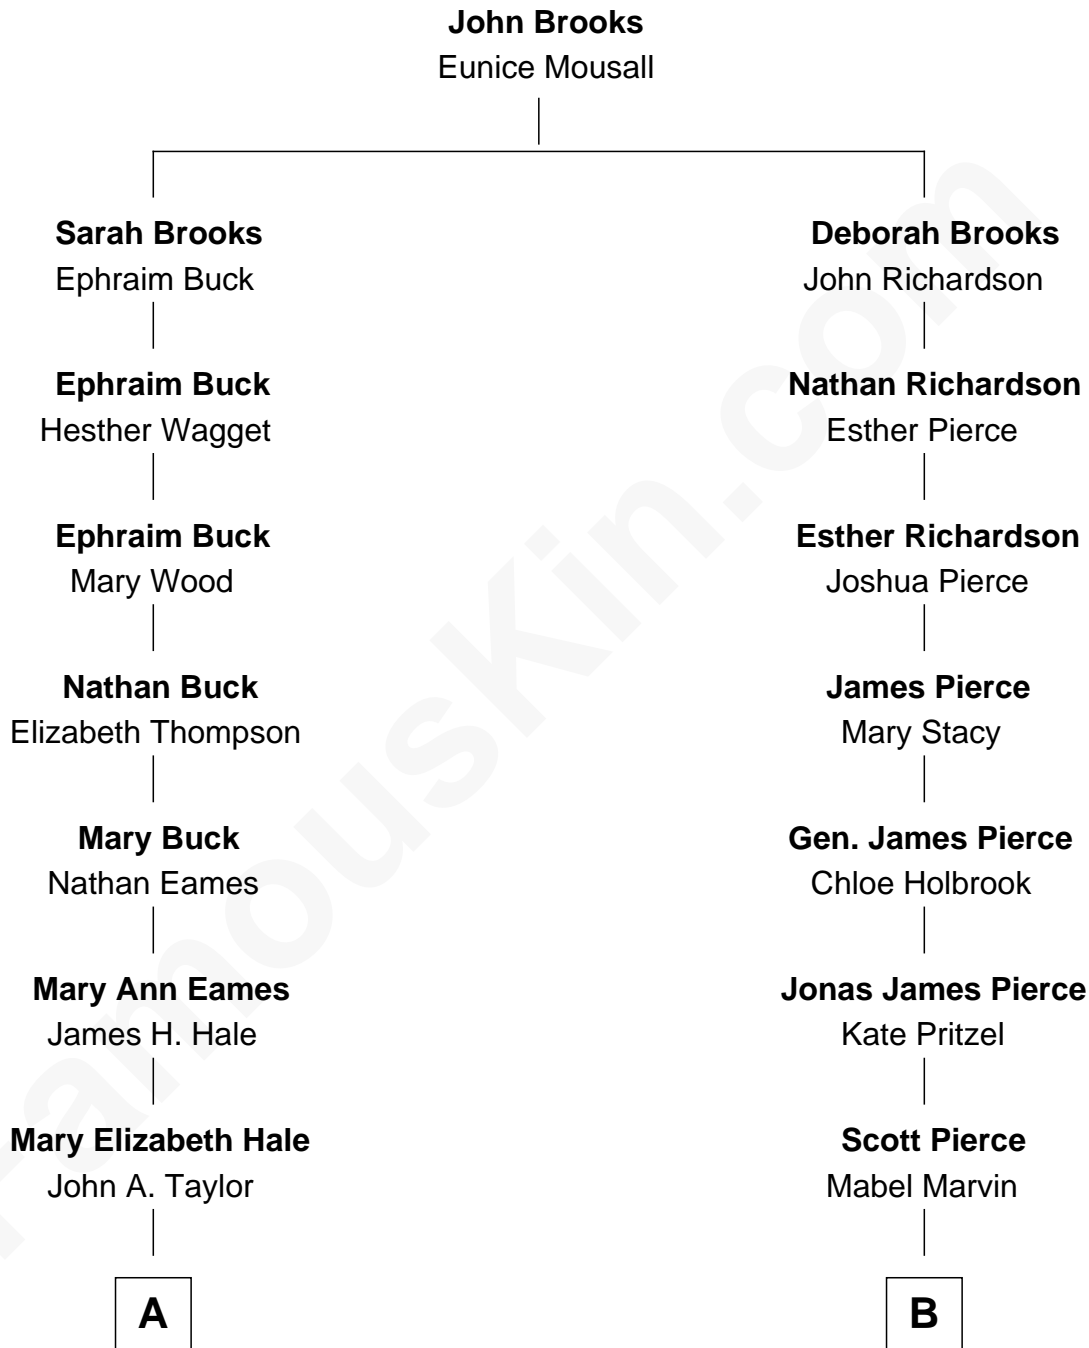 John Brooks
Eunice Mousall
Sarah Brooks
Ephraim Buck
Deborah Brooks
John Richardson
Ephraim Buck
Hesther Wagget
Nathan Richardson
Esther Pierce
Ephraim Buck
Mary Wood
Esther Richardson
Joshua Pierce
Nathan Buck
Elizabeth Thompson
James Pierce
Mary Stacy
Mary Buck
Nathan Eames
Gen. James Pierce
Chloe Holbrook
Mary Ann Eames
James H. Hale
Jonas James Pierce
Kate Pritzel
Mary Elizabeth Hale
John A. Taylor
Scott Pierce
Mabel Marvin
A
B
FamousKin.com